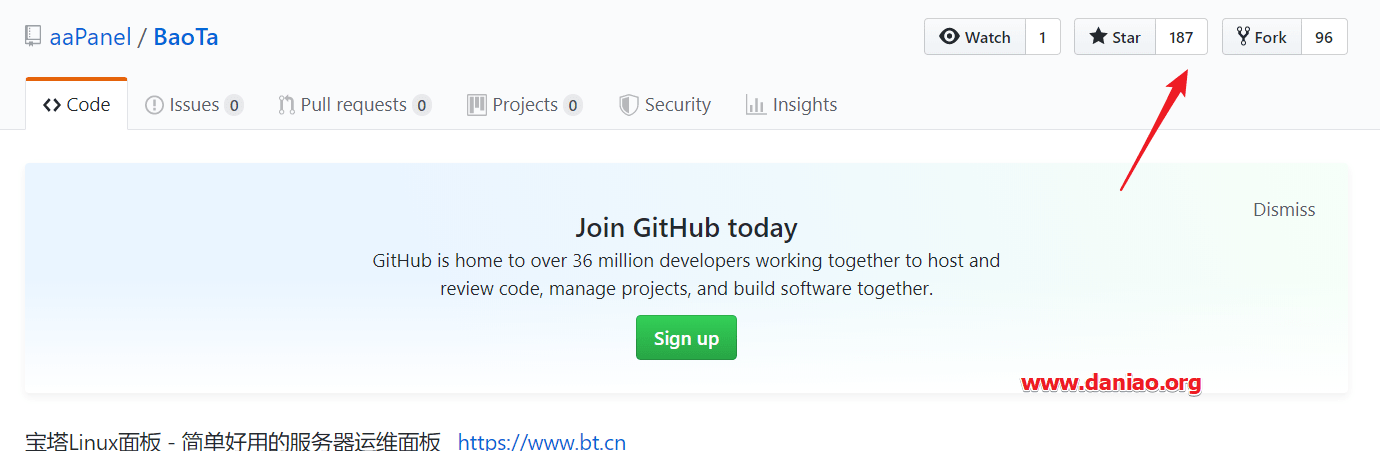 aaPanel / BaoTa
Watch 1 Star 187 Fork 96
Code Issues 0 Pull requests 0 Projects 0 Security Insights
Dismiss
Join GitHub today
GitHub is home to over 36 million developers working together to host and
review code, manage projects, and build software together.
Sign up
www.daniao.org
宝塔Linux面板 - 简单好用的服务器运维面板 https://www.bt.cn